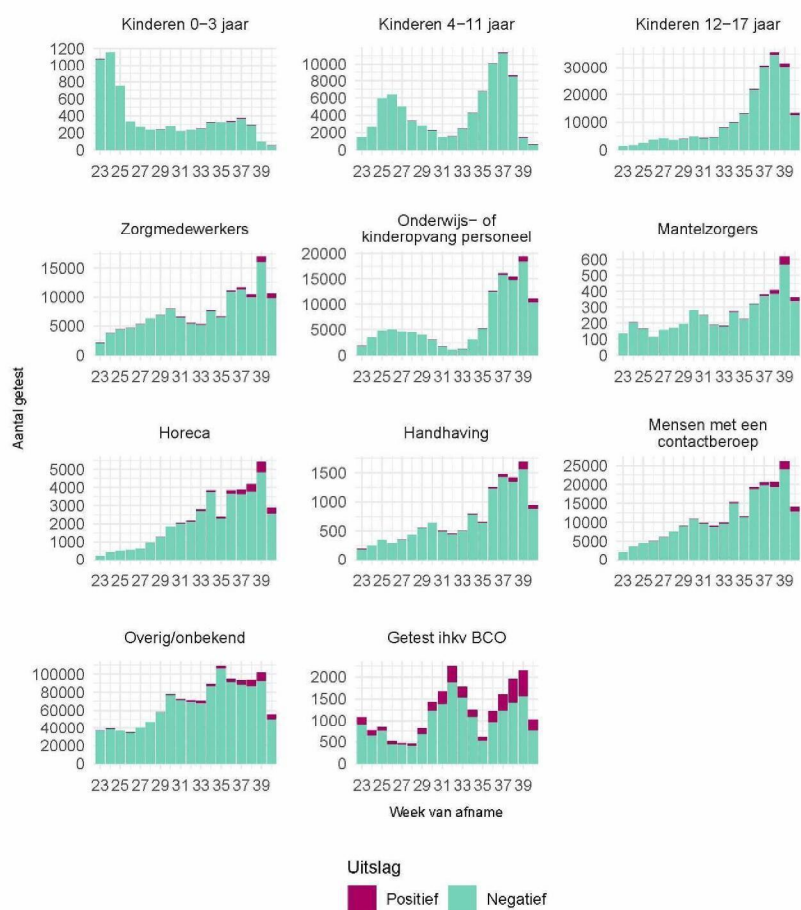 Kinderen 0−3 jaar
Kinderen 4−11 jaar
Kinderen 12−17 jaar
1200
1000
800
600
400
200
0
23 25 27 29 31 33 35 37 39
10000
8000
6000
4000
2000
0
23 25 27 29 31 33 35 37 39
30000
20000
10000
0
23 25 27 29 31 33 35 37 39
Zorgmedewerkers
Onderwijs− of
kinderopvang personeel
Mantelzorgers
15000
10000
5000
0
23 25 27 29 31 33 35 37 39
20000
15000
10000
5000
0
23 25 27 29 31 33 35 37 39
600
500
400
300
200
100
0
23 25 27 29 31 33 35 37 39
Aantal getest
Horeca
Handhaving
Mensen met een
contactberoep
5000
4000
3000
2000
1000
0
23 25 27 29 31 33 35 37 39
1500
1000
500
0
23 25 27 29 31 33 35 37 39
25000
20000
15000
10000
5000
0
23 25 27 29 31 33 35 37 39
Overig/onbekend
Getest ihkv BCO
100000
80000
60000
40000
20000
0
23 25 27 29 31 33 35 37 39
2000
1500
1000
500
0
23 25 27 29 31 33 35 37 39
Week van afname
Uitslag
Positief
Negatief